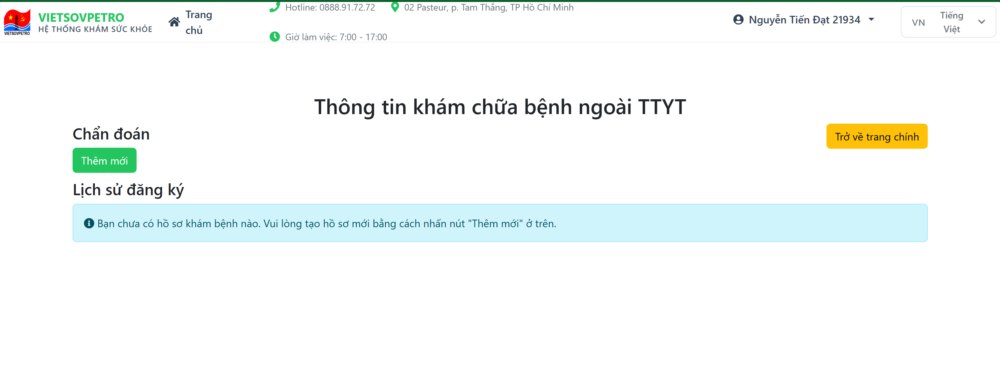 VIETSOVPETRO
VIETSOVPETRO
HỆ THỐNG KHÁM SỨC KHỎE
Trang
chủ
Hotline: 0888.91.72.72
02 Pasteur, p. Tam Thắng, TP Hồ Chí Minh
Giờ làm việc: 7:00 - 17:00
Nguyễn Tiến Đạt 21934
VN
Tiếng
Việt
Thông tin khám chữa bệnh ngoài TTYT
Chẩn đoán
Trở về trang chính
Thêm mới
Lịch sử đăng ký
Bạn chưa có hồ sơ khám bệnh nào. Vui lòng tạo hồ sơ mới bằng cách nhấn nút "Thêm mới" ở trên.